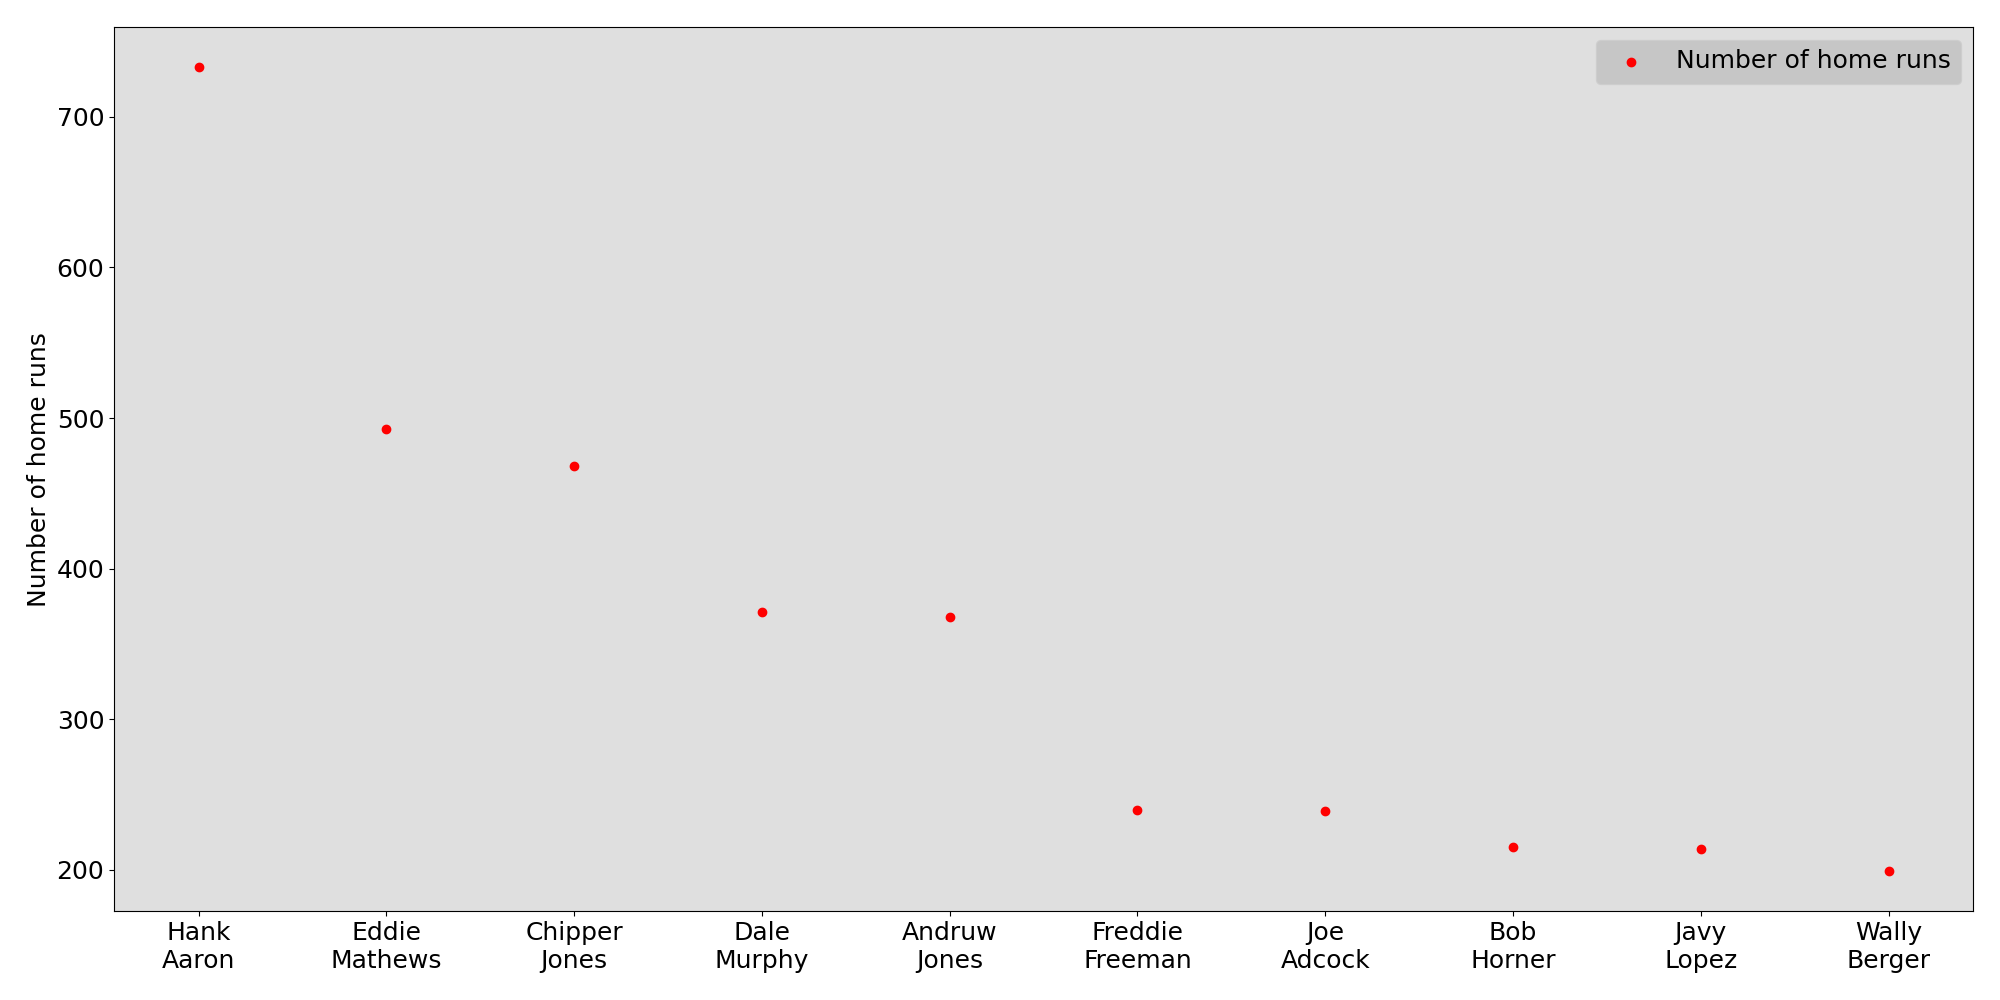 Number of home runs
700
600
500
400
300
200
Number of home runs
Hank
Aaron
Eddie
Mathews
Chipper
Jones
Dale
Murphy
Andruw
Jones
Freddie
Freeman
Joe
Adcock
Bob
Horner
Javy
Lopez
Wally
Berger